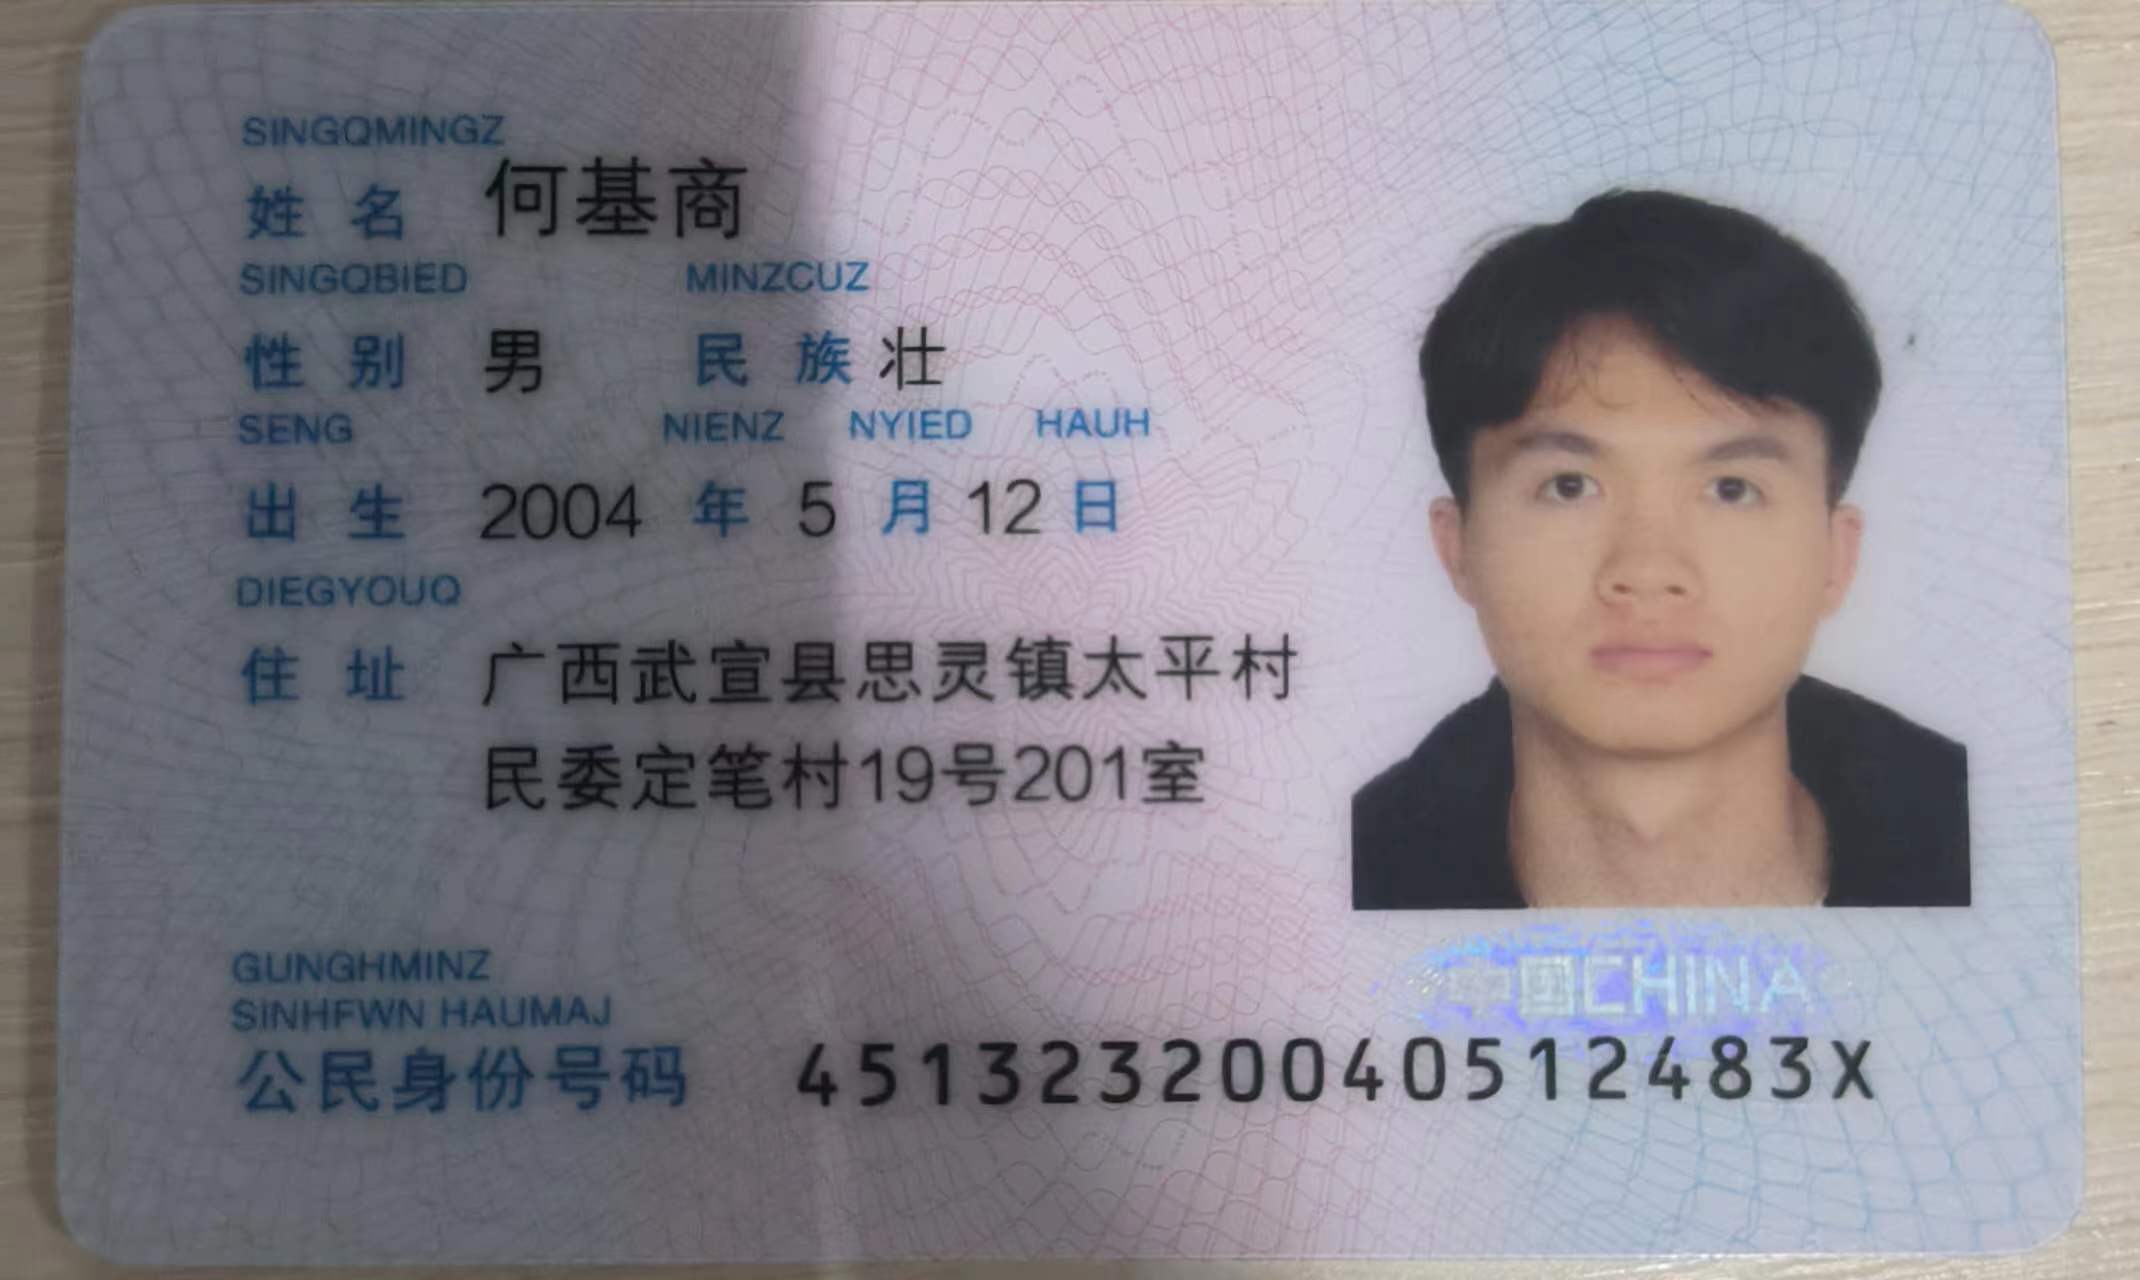 SINGQMINGZ
姓名 何基商
SINGQBIED MINZCUZ
性别 男 民族 壮
SENG NIENZ NYIED HAUH
出生 2004 年 5 月 12 日
DIEGYOUQ
住址 广西武宣县思灵镇太平村
民委定笔村19号201室
GUNGHMINZ
SINHFWN HAUMAJ
中国CHINA
公民身份号码 45132320040512483X